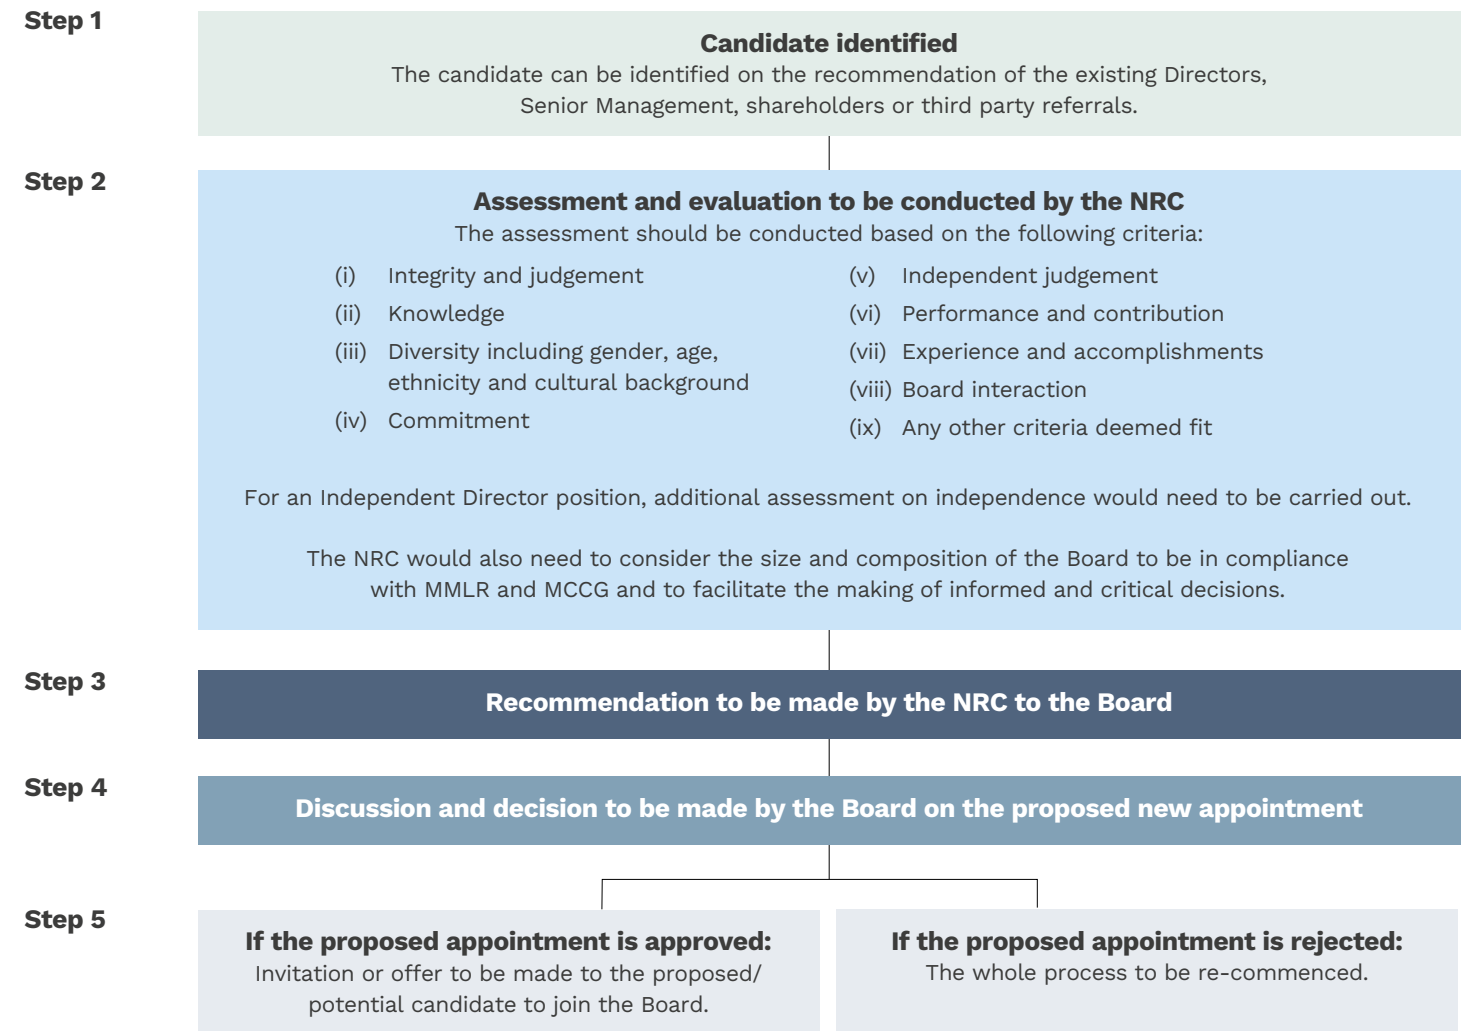 Step 1
Candidate identified
The candidate can be identified on the recommendation of the existing Directors,
Senior Management, shareholders or third party referrals.
Step 2
Assessment and evaluation to be conducted by the NRC
The assessment should be conducted based on the following criteria:
(i) Integrity and judgement
(ii) Knowledge
(iii) Diversity including gender, age,
ethnicity and cultural background
(iv) Commitment
(v) Independent judgement
(vi) Performance and contribution
(vii) Experience and accomplishments
(viii) Board interaction
(ix) Any other criteria deemed fit
For an Independent Director position, additional assessment on independence would need to be carried out.
The NRC would also need to consider the size and composition of the Board to be in compliance
with MMLR and MCCG and to facilitate the making of informed and critical decisions.
Step 3
Recommendation to be made by the NRC to the Board
Step 4
Discussion and decision to be made by the Board on the proposed new appointment
Step 5
If the proposed appointment is approved:
Invitation or offer to be made to the proposed/
potential candidate to join the Board.
If the proposed appointment is rejected:
The whole process to be re-commenced.